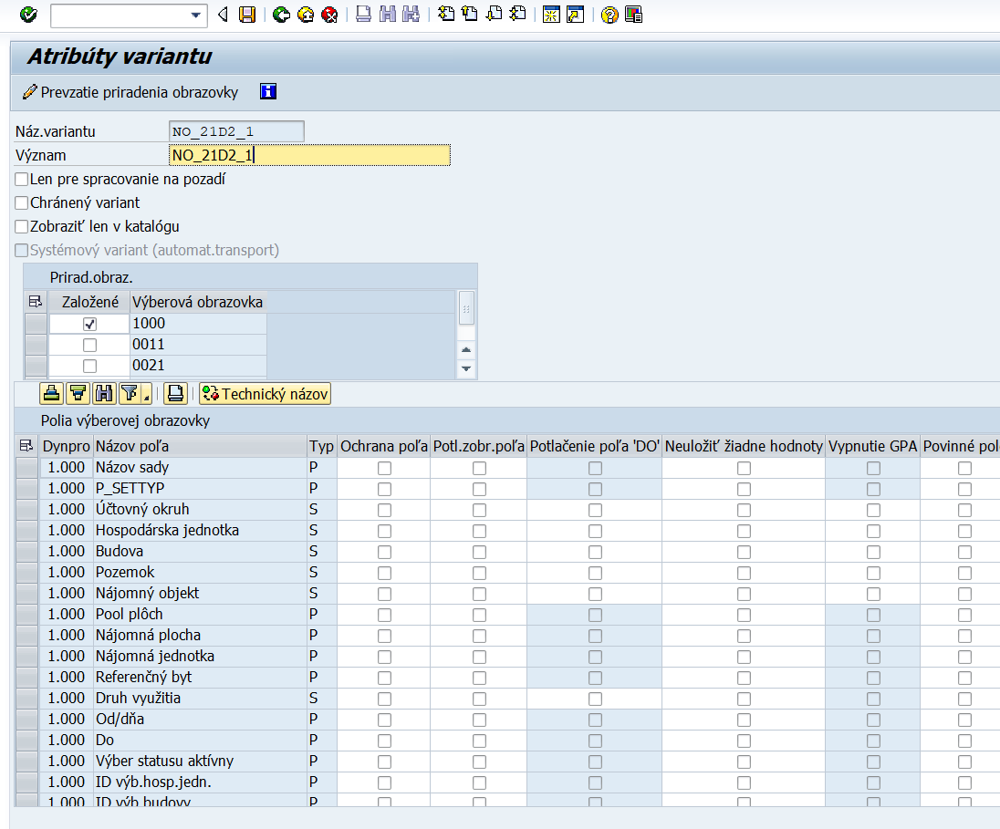 Atribúty variantu
Prevzatie priradenia obrazovky
Náz.variantu NO_21D2_1
Význam NO_21D2_1
Len pre spracovanie na pozadí
Chránený variant
Zobraziť len v katalógu
Systémový variant (automat.transport)
Prirad.obraz.
Založené Výberová obrazovka
1000
0011
0021
Technický názov
Polia výberovej obrazovky
Dynpro Názov poľa Typ Ochrana poľa Potl.zobr.poľa Potlačenie poľa 'DO' Neuložiť žiadne hodnoty Vypnutie GPA Povinné pole
1.000 Názov sady P
1.000 P_SETTYP P
1.000 Účtovný okruh S
1.000 Hospodárska jednotka S
1.000 Budova S
1.000 Pozemok S
1.000 Nájomný objekt S
1.000 Pool plôch P
1.000 Nájomná plocha P
1.000 Nájomná jednotka P
1.000 Referenčný byt P
1.000 Druh využitia S
1.000 Od/dňa P
1.000 Do P
1.000 Výber statusu aktívny P
1.000 ID výb.hosp.jedn. P
1.000 ID výb.budovy P